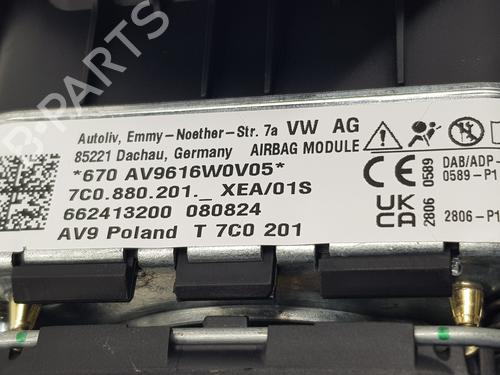 Autoliv, Emmy-Noether-Str. 7a VW AG
85221 Dachau, Germany AIRBAG MODULE
*670 AV9616W0V05*
7C0.880.201._ XEA/01S
662413200 080824
AV9 Poland T 7C0 201
0589
DAB/ADP-
0589-P1
UK
CA
2806
2806-P1
B-PARTS